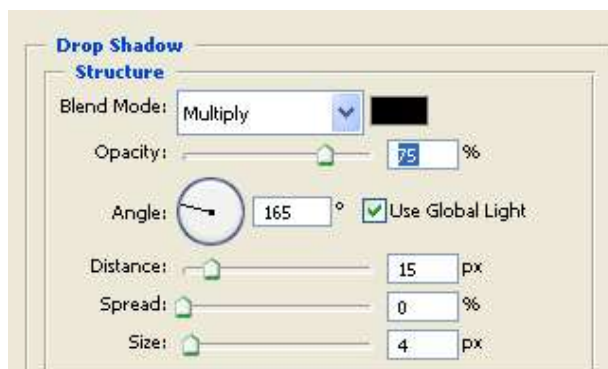 Drop Shadow
Structure
Blend Mode: Multiply
Opacity: 75 %
Angle: 165 ° Use Global Light
Distance: 15 px
Spread: 0 %
Size: 4 px